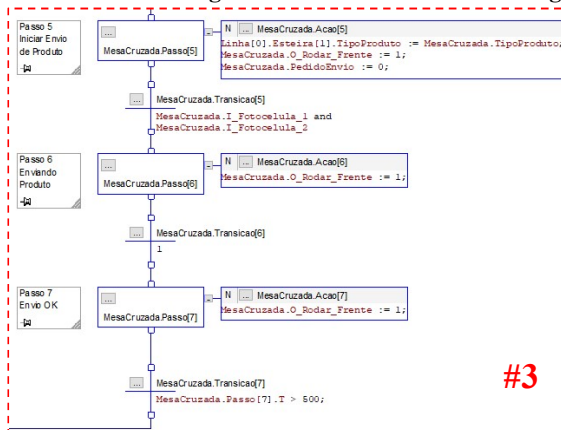 Passo 5
Iniciar Envio
de Produto
...
MesaCruzada.Passo[5]
N ... MesaCruzada.Acao[5]
Linha[0].Esteira[1].TipoProduto := MesaCruzada.TipoProduto;
MesaCruzada.O_Rodar_Frente := 1;
MesaCruzada.PedidoEnvio := 0;
... MesaCruzada.Transicao[5]
MesaCruzada.I_Fotocelula_1 and
MesaCruzada.I_Fotocelula_2
Passo 6
Enviando
Produto
...
MesaCruzada.Passo[6]
N ... MesaCruzada.Acao[6]
MesaCruzada.O_Rodar_Frente := 1;
... MesaCruzada.Transicao[6]
1
Passo 7
Envio OK
...
MesaCruzada.Passo[7]
N ... MesaCruzada.Acao[7]
MesaCruzada.O_Rodar_Frente := 1;
... MesaCruzada.Transicao[7]
MesaCruzada.Passo[7].T > 500;
#3